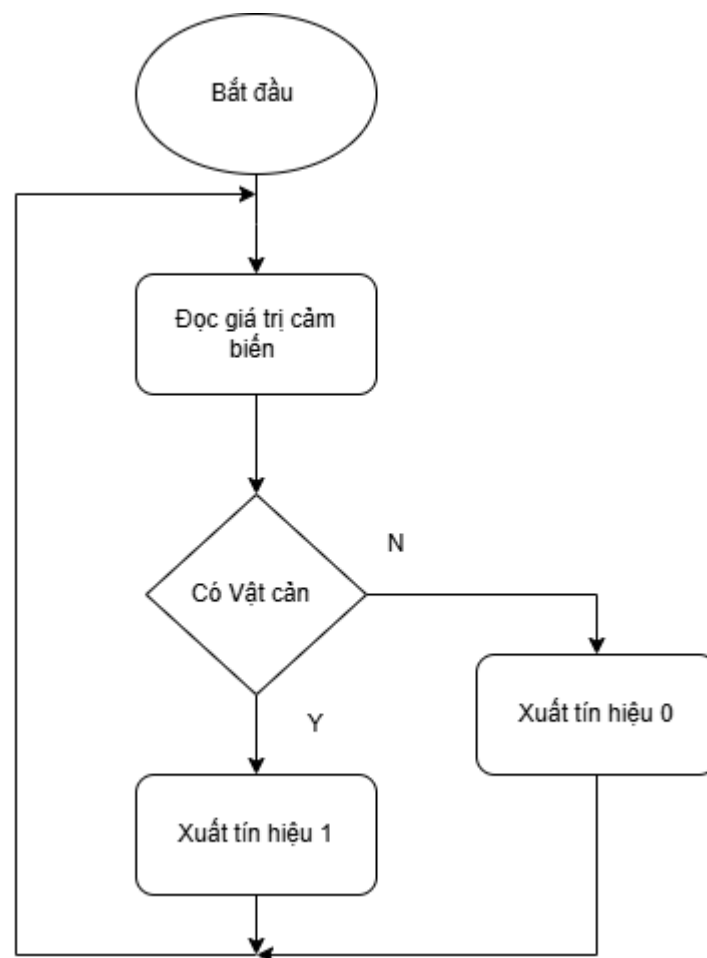 Bắt đầu
Đọc giá trị cảm
biến
Có Vật cản
N
Xuất tín hiệu 0
Y
Xuất tín hiệu 1